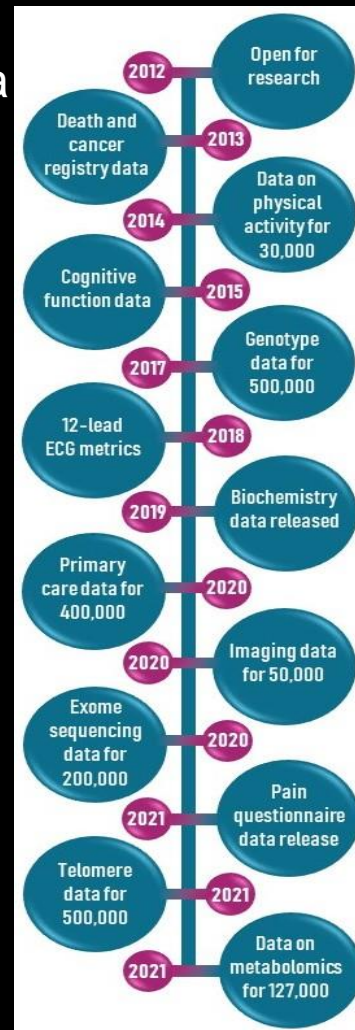 a
2012
Open for
research
Death and
cancer
registry data
2013
2014
Data on
physical
activity for
30,000
Cognitive
function data
2015
2017
Genotype
data for
500,000
12-lead
ECG metrics
2018
2019
Biochemistry
data released
Primary
care data for
400,000
2020
2020
Imaging data
for 50,000
Exome
sequencing
data for
200,000
2020
2021
Pain
questionnaire
data release
Telomere
data for
500,000
2021
2021
Data on
metabolomics
for 127,000